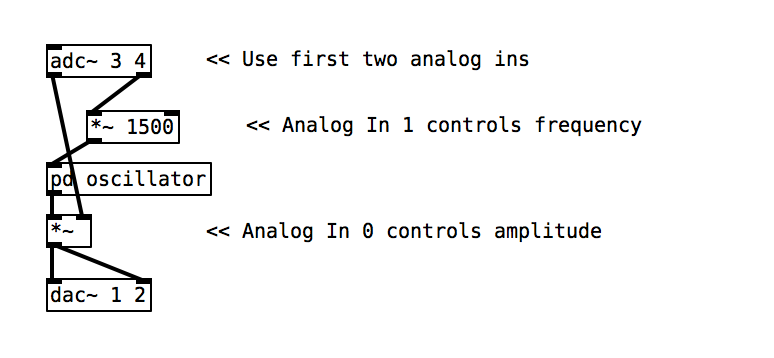 adc~ 3 4 << Use first two analog ins
*~ 1500 << Analog In 1 controls frequency
pd oscillator
*~ << Analog In 0 controls amplitude
dac~ 1 2